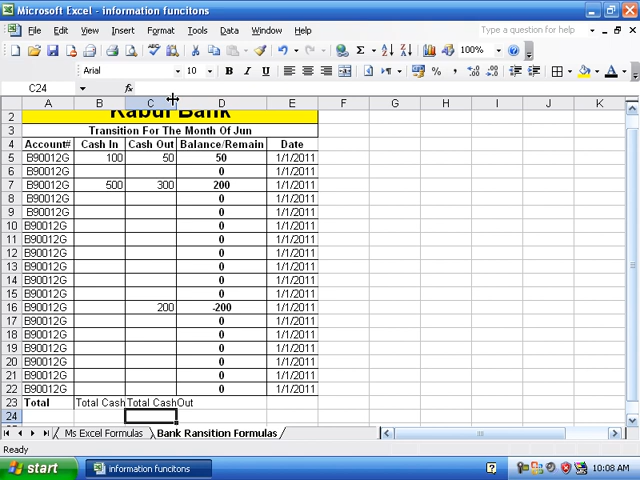 Microsoft Excel - information funcitons
File Edit View Insert Format Tools Data Window Help Type a question for help
100%
Arial 10 B I U
C24 fx
A B C D E F G H I J K
2 Kabul Bank
3 Transition For The Month Of Jun
4 Account# Cash In Cash Out Balance/Remain Date
5 B90012G 100 50 50 1/1/2011
6 B90012G 0 1/1/2011
7 B90012G 500 300 200 1/1/2011
8 B90012G 0 1/1/2011
9 B90012G 0 1/1/2011
10 B90012G 0 1/1/2011
11 B90012G 0 1/1/2011
12 B90012G 0 1/1/2011
13 B90012G 0 1/1/2011
14 B90012G 0 1/1/2011
15 B90012G 0 1/1/2011
16 B90012G 200 -200 1/1/2011
17 B90012G 0 1/1/2011
18 B90012G 0 1/1/2011
19 B90012G 0 1/1/2011
20 B90012G 0 1/1/2011
21 B90012G 0 1/1/2011
22 B90012G 0 1/1/2011
23 Total Total Cash Total CashOut
24
Ms Excel Formulas Bank Ransition Formulas
Ready
start information funcitons 10:08 AM